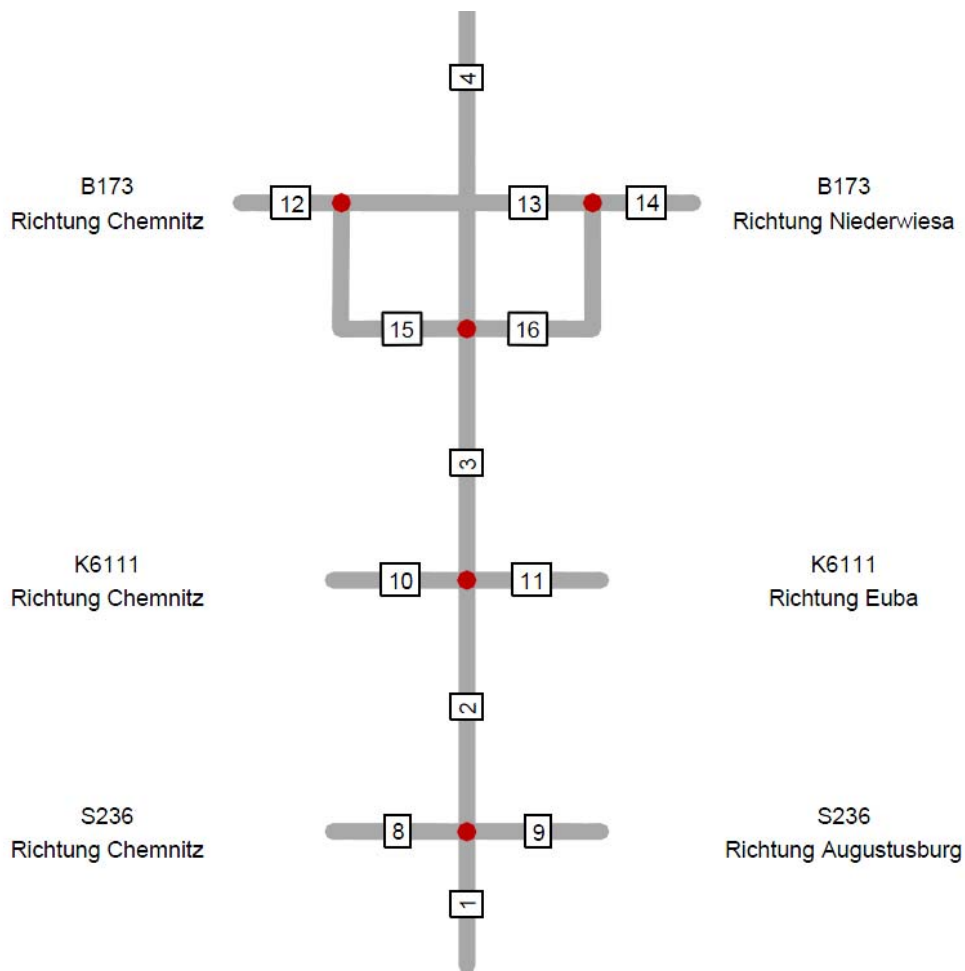 4
B173
Richtung Chemnitz
12
13
14
B173
Richtung Niederwiesa
15
16
3
K6111
Richtung Chemnitz
10
11
K6111
Richtung Euba
2
S236
Richtung Chemnitz
8
9
S236
Richtung Augustusburg
1